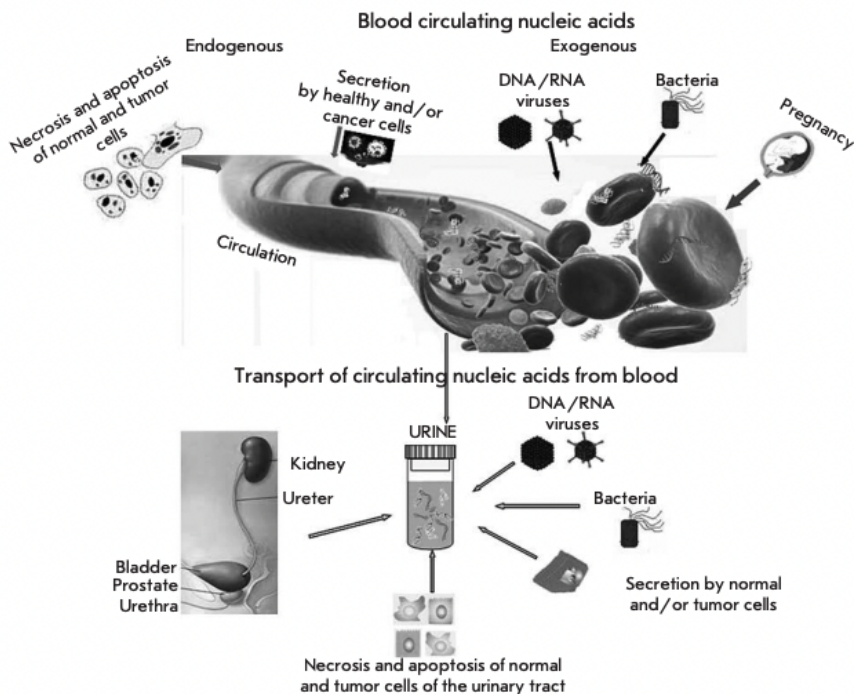 Blood circulating nucleic acids
Endogenous
Exogenous
Necrosis and apoptosis
of normal and tumor
cells
Secretion
by healthy and/or
cancer cells
DNA/RNA
viruses
Bacteria
Pregnancy
Circulation
Transport of circulating nucleic acids from blood
URINE
DNA/RNA
viruses
Kidney
Ureter
Bladder
Prostate
Urethra
Bacteria
Secretion by normal
and/or tumor cells
Necrosis and apoptosis of normal
and tumor cells of the urinary tract